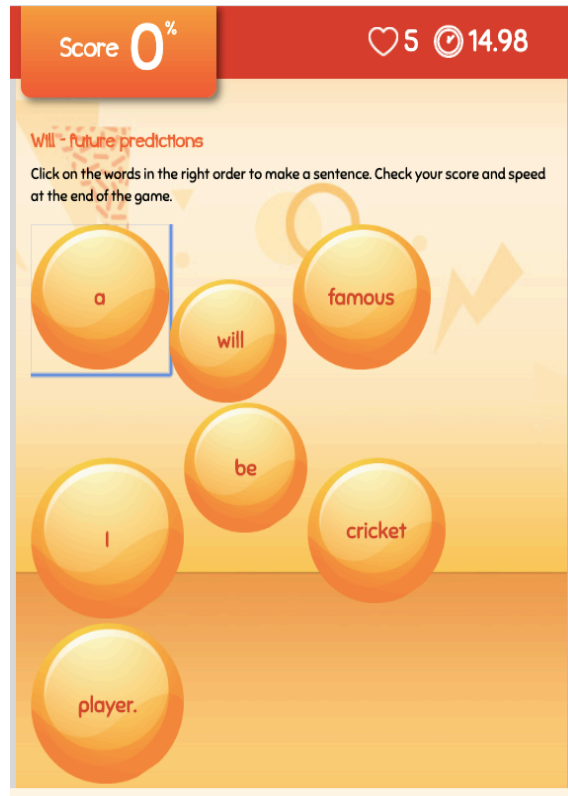 Score 0%
5 14.98
Will - future predictions
Click on the words in the right order to make a sentence. Check your score and speed
at the end of the game.
a
famous
will
be
I
cricket
player.